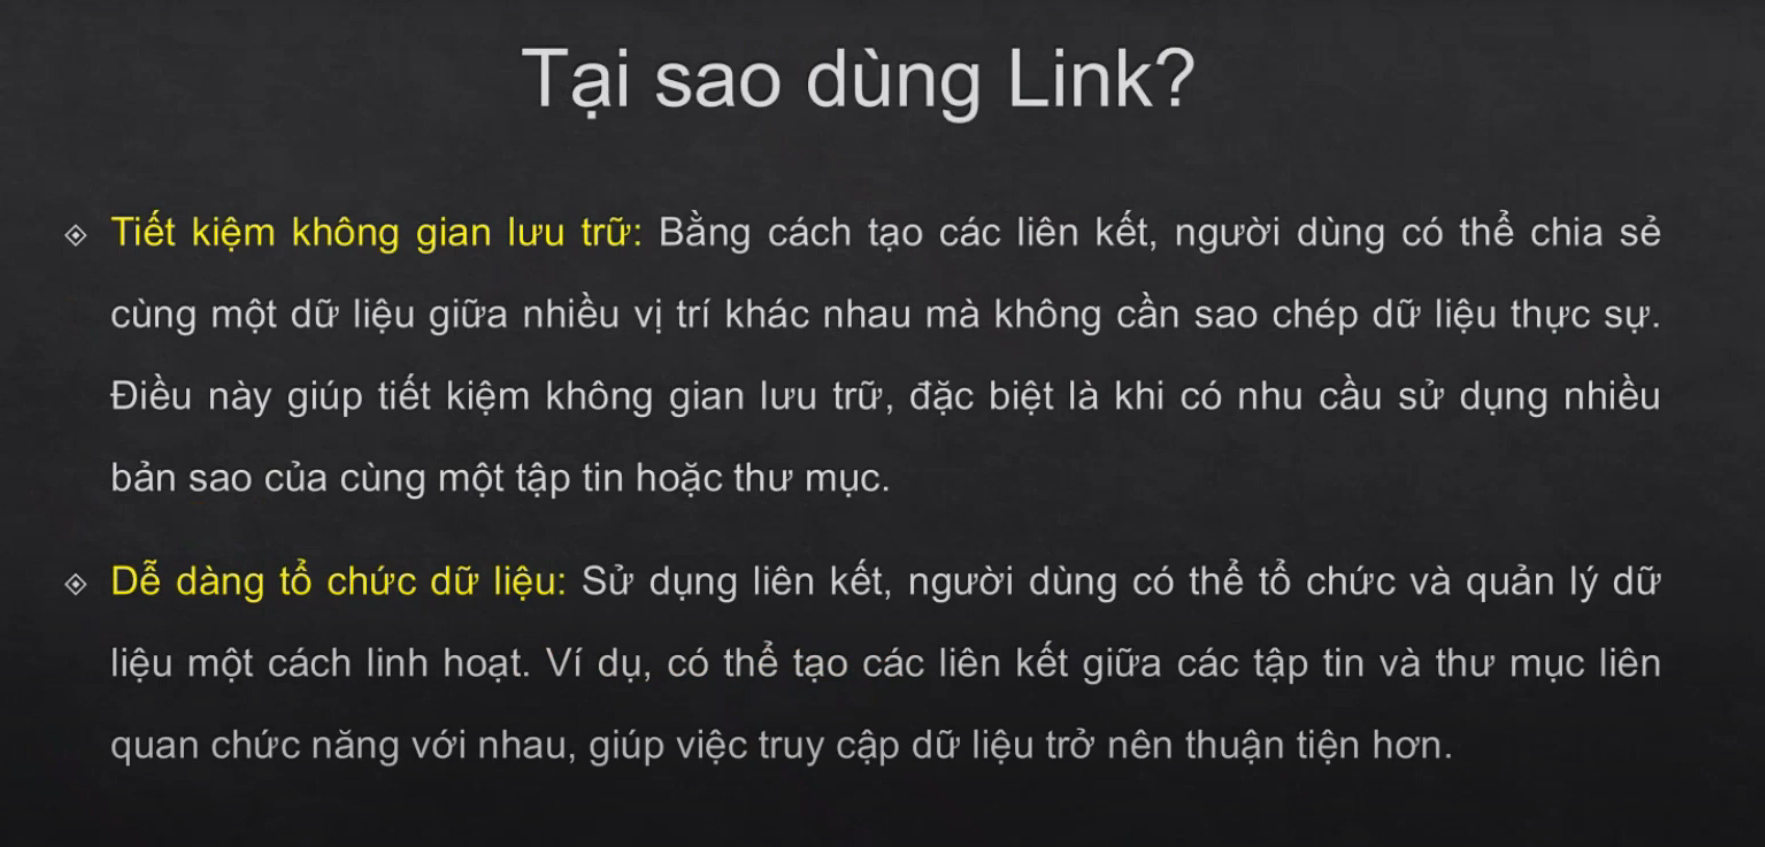 Tại sao dùng Link?
Tiết kiệm không gian lưu trữ: Bằng cách tạo các liên kết, người dùng có thể chia sẻ
cùng một dữ liệu giữa nhiều vị trí khác nhau mà không cần sao chép dữ liệu thực sự.
Điều này giúp tiết kiệm không gian lưu trữ, đặc biệt là khi có nhu cầu sử dụng nhiều
bản sao của cùng một tập tin hoặc thư mục.
Dễ dàng tổ chức dữ liệu: Sử dụng liên kết, người dùng có thể tổ chức và quản lý dữ
liệu một cách linh hoạt. Ví dụ, có thể tạo các liên kết giữa các tập tin và thư mục liên
quan chức năng với nhau, giúp việc truy cập dữ liệu trở nên thuận tiện hơn.